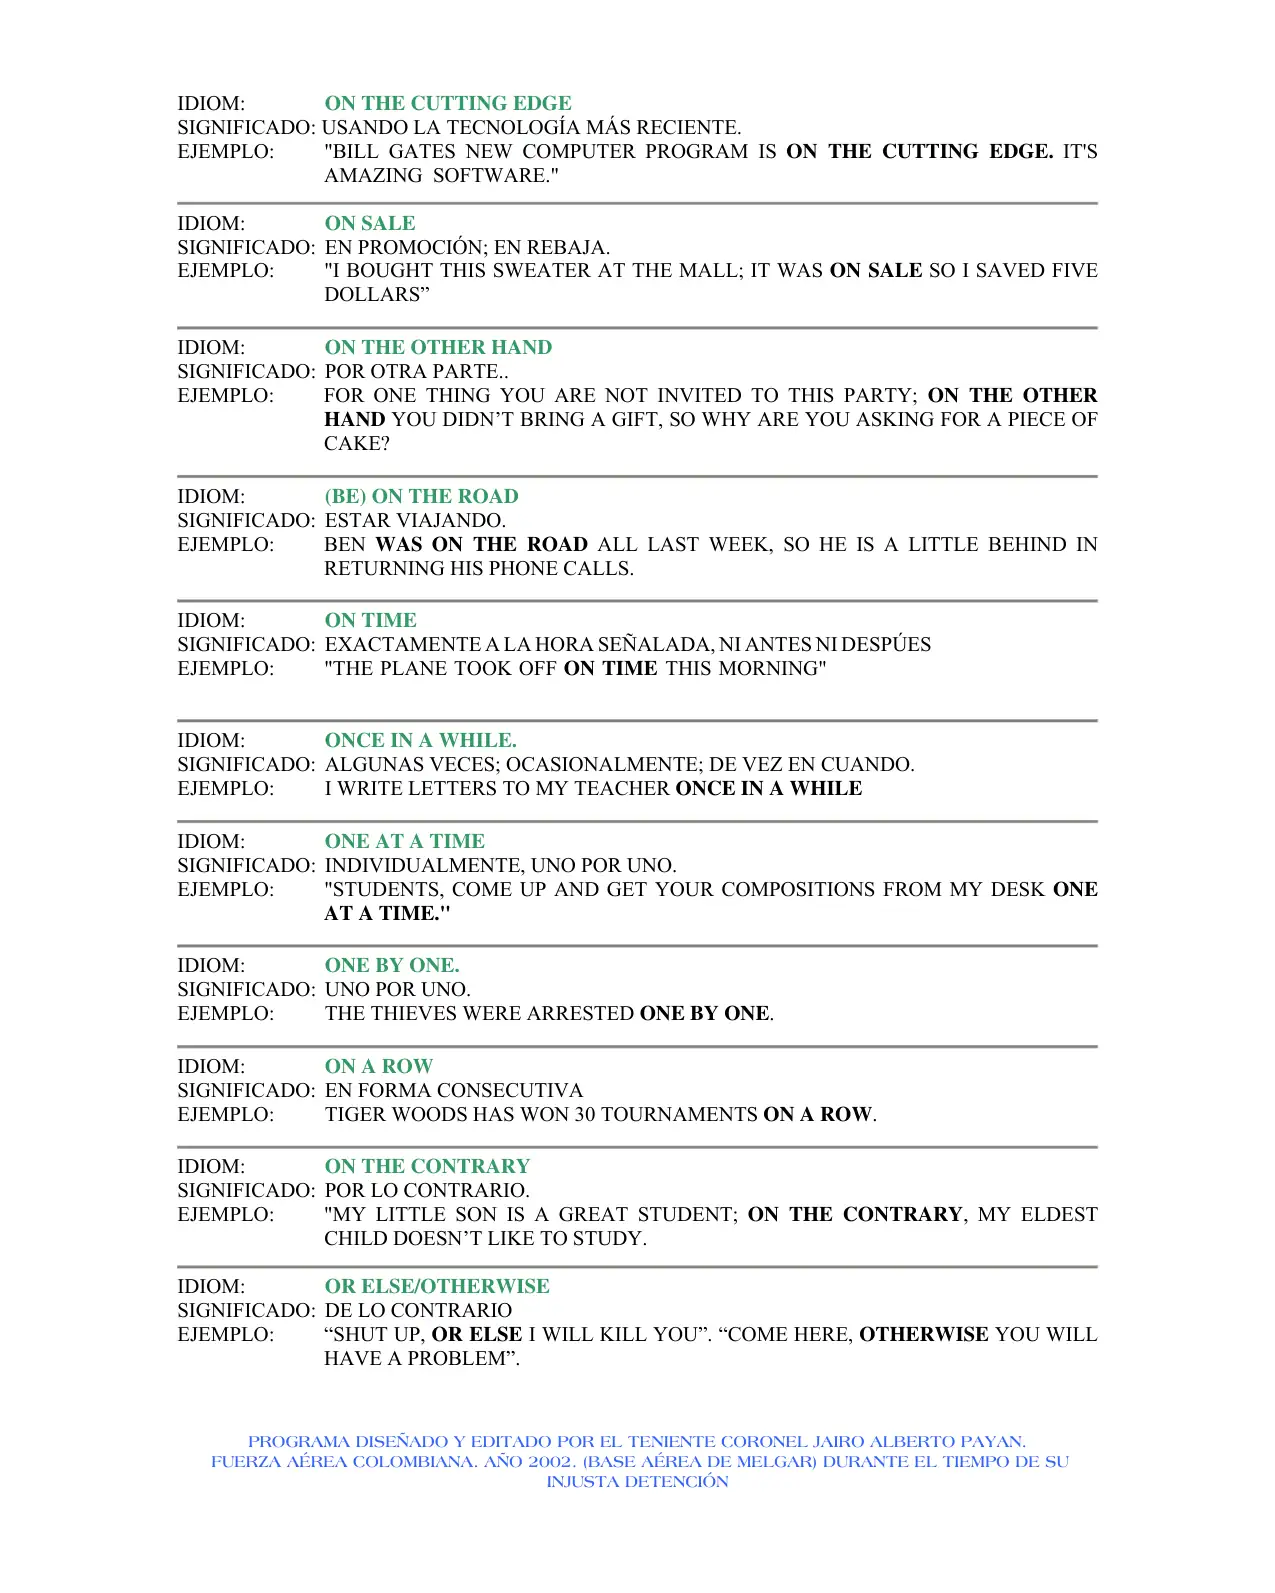 IDIOM: ON THE CUTTING EDGE
SIGNIFICADO: USANDO LA TECNOLOGÍA MÁS RECIENTE.
EJEMPLO: "BILL GATES NEW COMPUTER PROGRAM IS ON THE CUTTING EDGE. IT'S
AMAZING SOFTWARE."
IDIOM: ON SALE
SIGNIFICADO: EN PROMOCIÓN; EN REBAJA.
EJEMPLO: "I BOUGHT THIS SWEATER AT THE MALL; IT WAS ON SALE SO I SAVED FIVE
DOLLARS”
IDIOM: ON THE OTHER HAND
SIGNIFICADO: POR OTRA PARTE..
EJEMPLO: FOR ONE THING YOU ARE NOT INVITED TO THIS PARTY; ON THE OTHER
HAND YOU DIDN’T BRING A GIFT, SO WHY ARE YOU ASKING FOR A PIECE OF
CAKE?
IDIOM: (BE) ON THE ROAD
SIGNIFICADO: ESTAR VIAJANDO.
EJEMPLO: BEN WAS ON THE ROAD ALL LAST WEEK, SO HE IS A LITTLE BEHIND IN
RETURNING HIS PHONE CALLS.
IDIOM: ON TIME
SIGNIFICADO: EXACTAMENTE A LA HORA SEÑALADA, NI ANTES NI DESPÚES
EJEMPLO: "THE PLANE TOOK OFF ON TIME THIS MORNING"
IDIOM: ONCE IN A WHILE.
SIGNIFICADO: ALGUNAS VECES; OCASIONALMENTE; DE VEZ EN CUANDO.
EJEMPLO: I WRITE LETTERS TO MY TEACHER ONCE IN A WHILE
IDIOM: ONE AT A TIME
SIGNIFICADO: INDIVIDUALMENTE, UNO POR UNO.
EJEMPLO: "STUDENTS, COME UP AND GET YOUR COMPOSITIONS FROM MY DESK ONE
AT A TIME."
IDIOM: ONE BY ONE.
SIGNIFICADO: UNO POR UNO.
EJEMPLO: THE THIEVES WERE ARRESTED ONE BY ONE.
IDIOM: ON A ROW
SIGNIFICADO: EN FORMA CONSECUTIVA
EJEMPLO: TIGER WOODS HAS WON 30 TOURNAMENTS ON A ROW.
IDIOM: ON THE CONTRARY
SIGNIFICADO: POR LO CONTRARIO.
EJEMPLO: "MY LITTLE SON IS A GREAT STUDENT; ON THE CONTRARY, MY ELDEST
CHILD DOESN’T LIKE TO STUDY.
IDIOM: OR ELSE/OTHERWISE
SIGNIFICADO: DE LO CONTRARIO
EJEMPLO: “SHUT UP, OR ELSE I WILL KILL YOU”. “COME HERE, OTHERWISE YOU WILL
HAVE A PROBLEM”.
PROGRAMA DISEÑADO Y EDITADO POR EL TENIENTE CORONEL JAIRO ALBERTO PAYAN.
FUERZA AÉREA COLOMBIANA. AÑO 2002. (BASE AÉREA DE MELGAR) DURANTE EL TIEMPO DE SU
INJUSTA DETENCIÓN